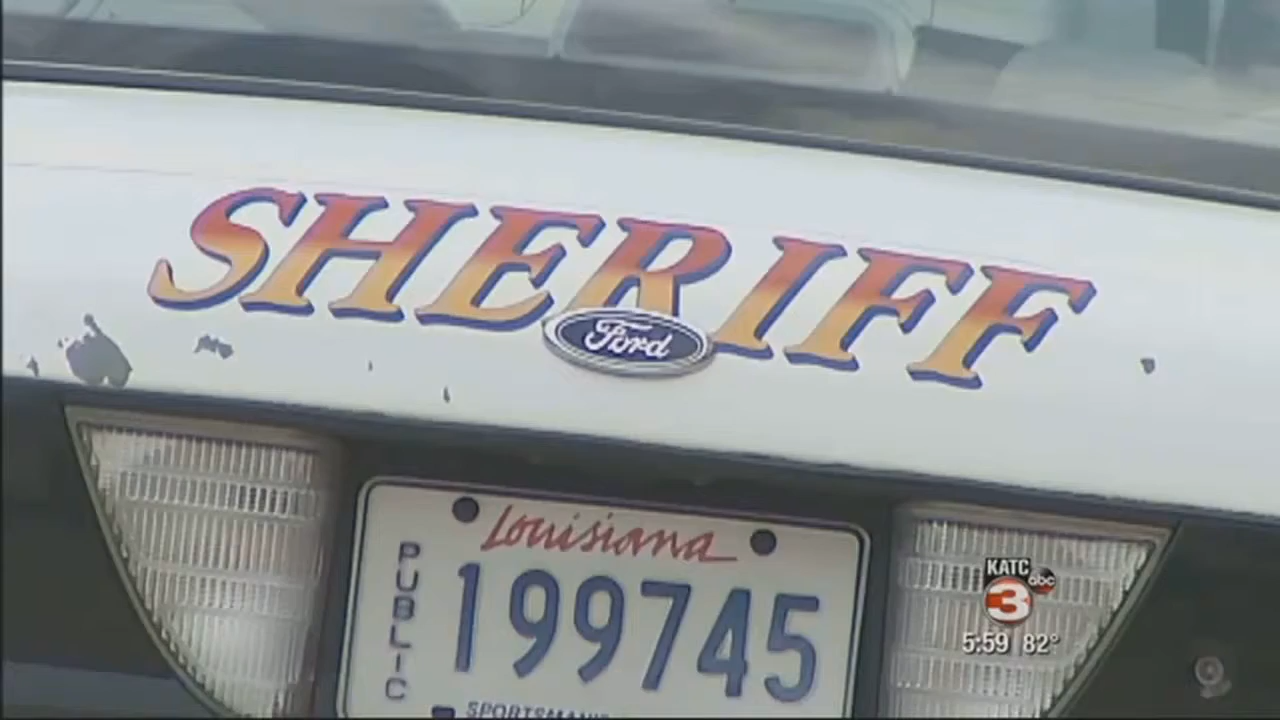 SHERIFF
Ford
Louisiana
PUBLIC
199745
KATC
abc
3
5:59 82°